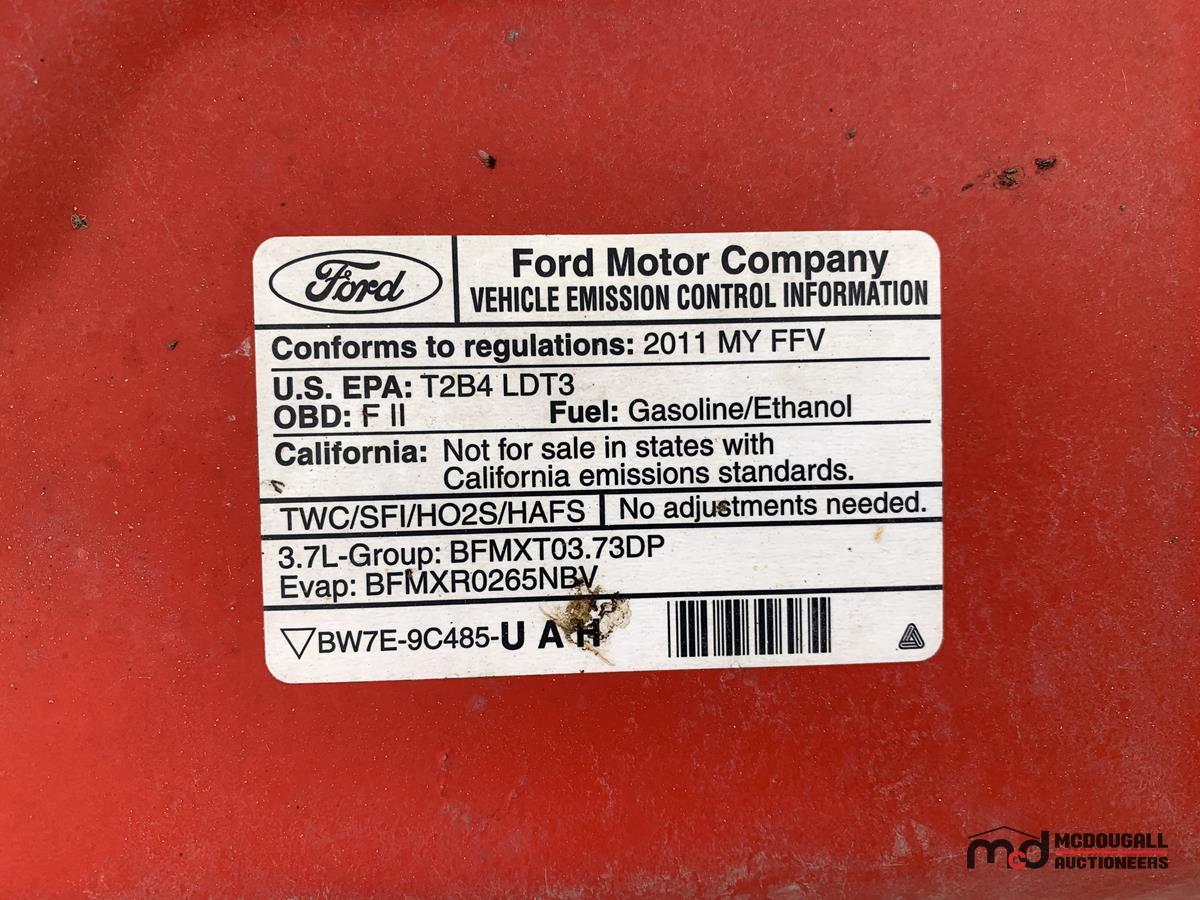 Ford
Ford Motor Company
VEHICLE EMISSION CONTROL INFORMATION
Conforms to regulations: 2011 MY FFV
U.S. EPA: T2B4 LDT3
OBD: F II Fuel: Gasoline/Ethanol
California: Not for sale in states with
California emissions standards.
TWC/SFI/HO2S/HAFS No adjustments needed.
3.7L-Group: BFMXT03.73DP
Evap: BFMXR0265NBV
BW7E-9C485-U A H
mcd MCDOUGALL
AUCTIONEERS